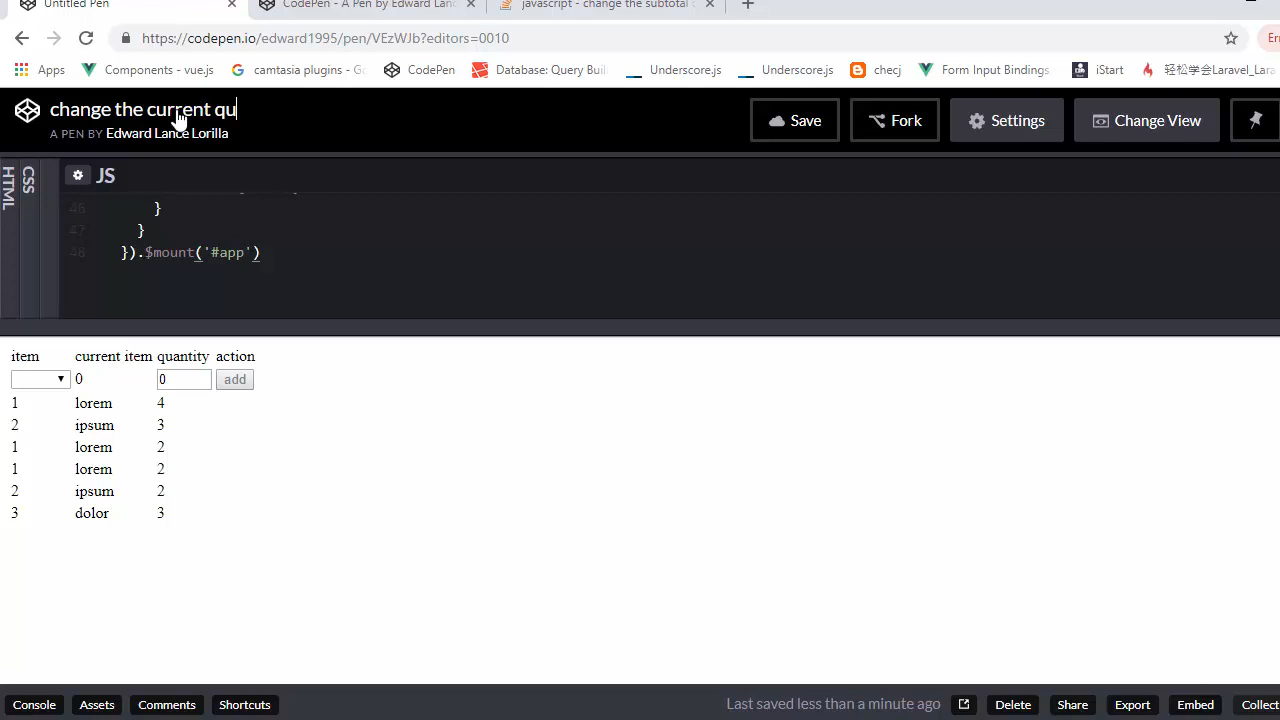 Untitled Pen
CodePen - A Pen by Edward Lanc
javascript - change the subtotal
https://codepen.io/edward1995/pen/VEzWJb?editors=0010
Apps
Components - vue.js
camtasia plugins - Go
CodePen
Database: Query Buil
Underscore.js
Underscore.js
checj
Form Input Bindings
iStart
轻松学会Laravel_Lara
change the current qu
A PEN BY Edward Lance Lorilla
Save
Fork
Settings
Change View
HTML
CSS
JS
46 }
47 }
48 }).$mount('#app')
item current item quantity action
0 0 add
1 lorem 4
2 ipsum 3
1 lorem 2
1 lorem 2
2 ipsum 2
3 dolor 3
Console
Assets
Comments
Shortcuts
Last saved less than a minute ago
Delete
Share
Export
Embed
Collect